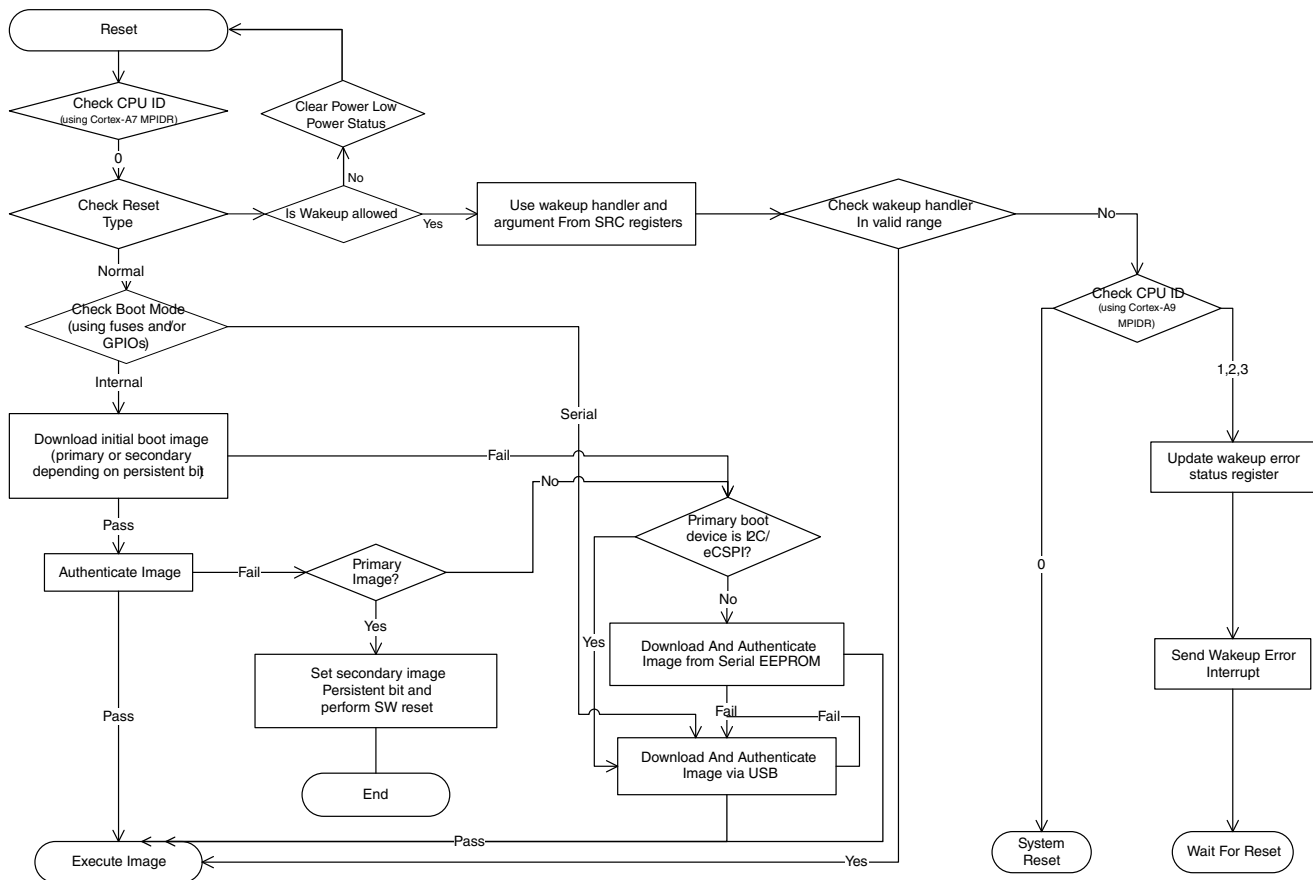 Reset
Check CPU ID
(using Cortex-A7 MPIDR)
Clear Power Low
Power Status
0
No
Check Reset
Type
Is Wakeup allowed
Yes
Use wakeup handler and
argument From SRC registers
Check wakeup handler
In valid range
No
Normal
Check Boot Mode
(using fuses and/or
GPIOs)
Check CPU ID
(using Cortex-A9
MPIDR)
Internal
1,2,3
Serial
Download initial boot image
(primary or secondary
depending on persistent bit)
Fail
No
Update wakeup error
status register
Pass
Primary boot
device is I2C/
eCSPI?
Authenticate Image
Fail
Primary
Image?
0
No
Yes
Yes
Download And Authenticate
Image from Serial EEPROM
Send Wakeup Error
Interrupt
Set secondary image
Persistent bit and
perform SW reset
Pass
Fail
Fail
Download And Authenticate
Image via USB
End
Pass
Execute Image
Yes
System
Reset
Wait For Reset